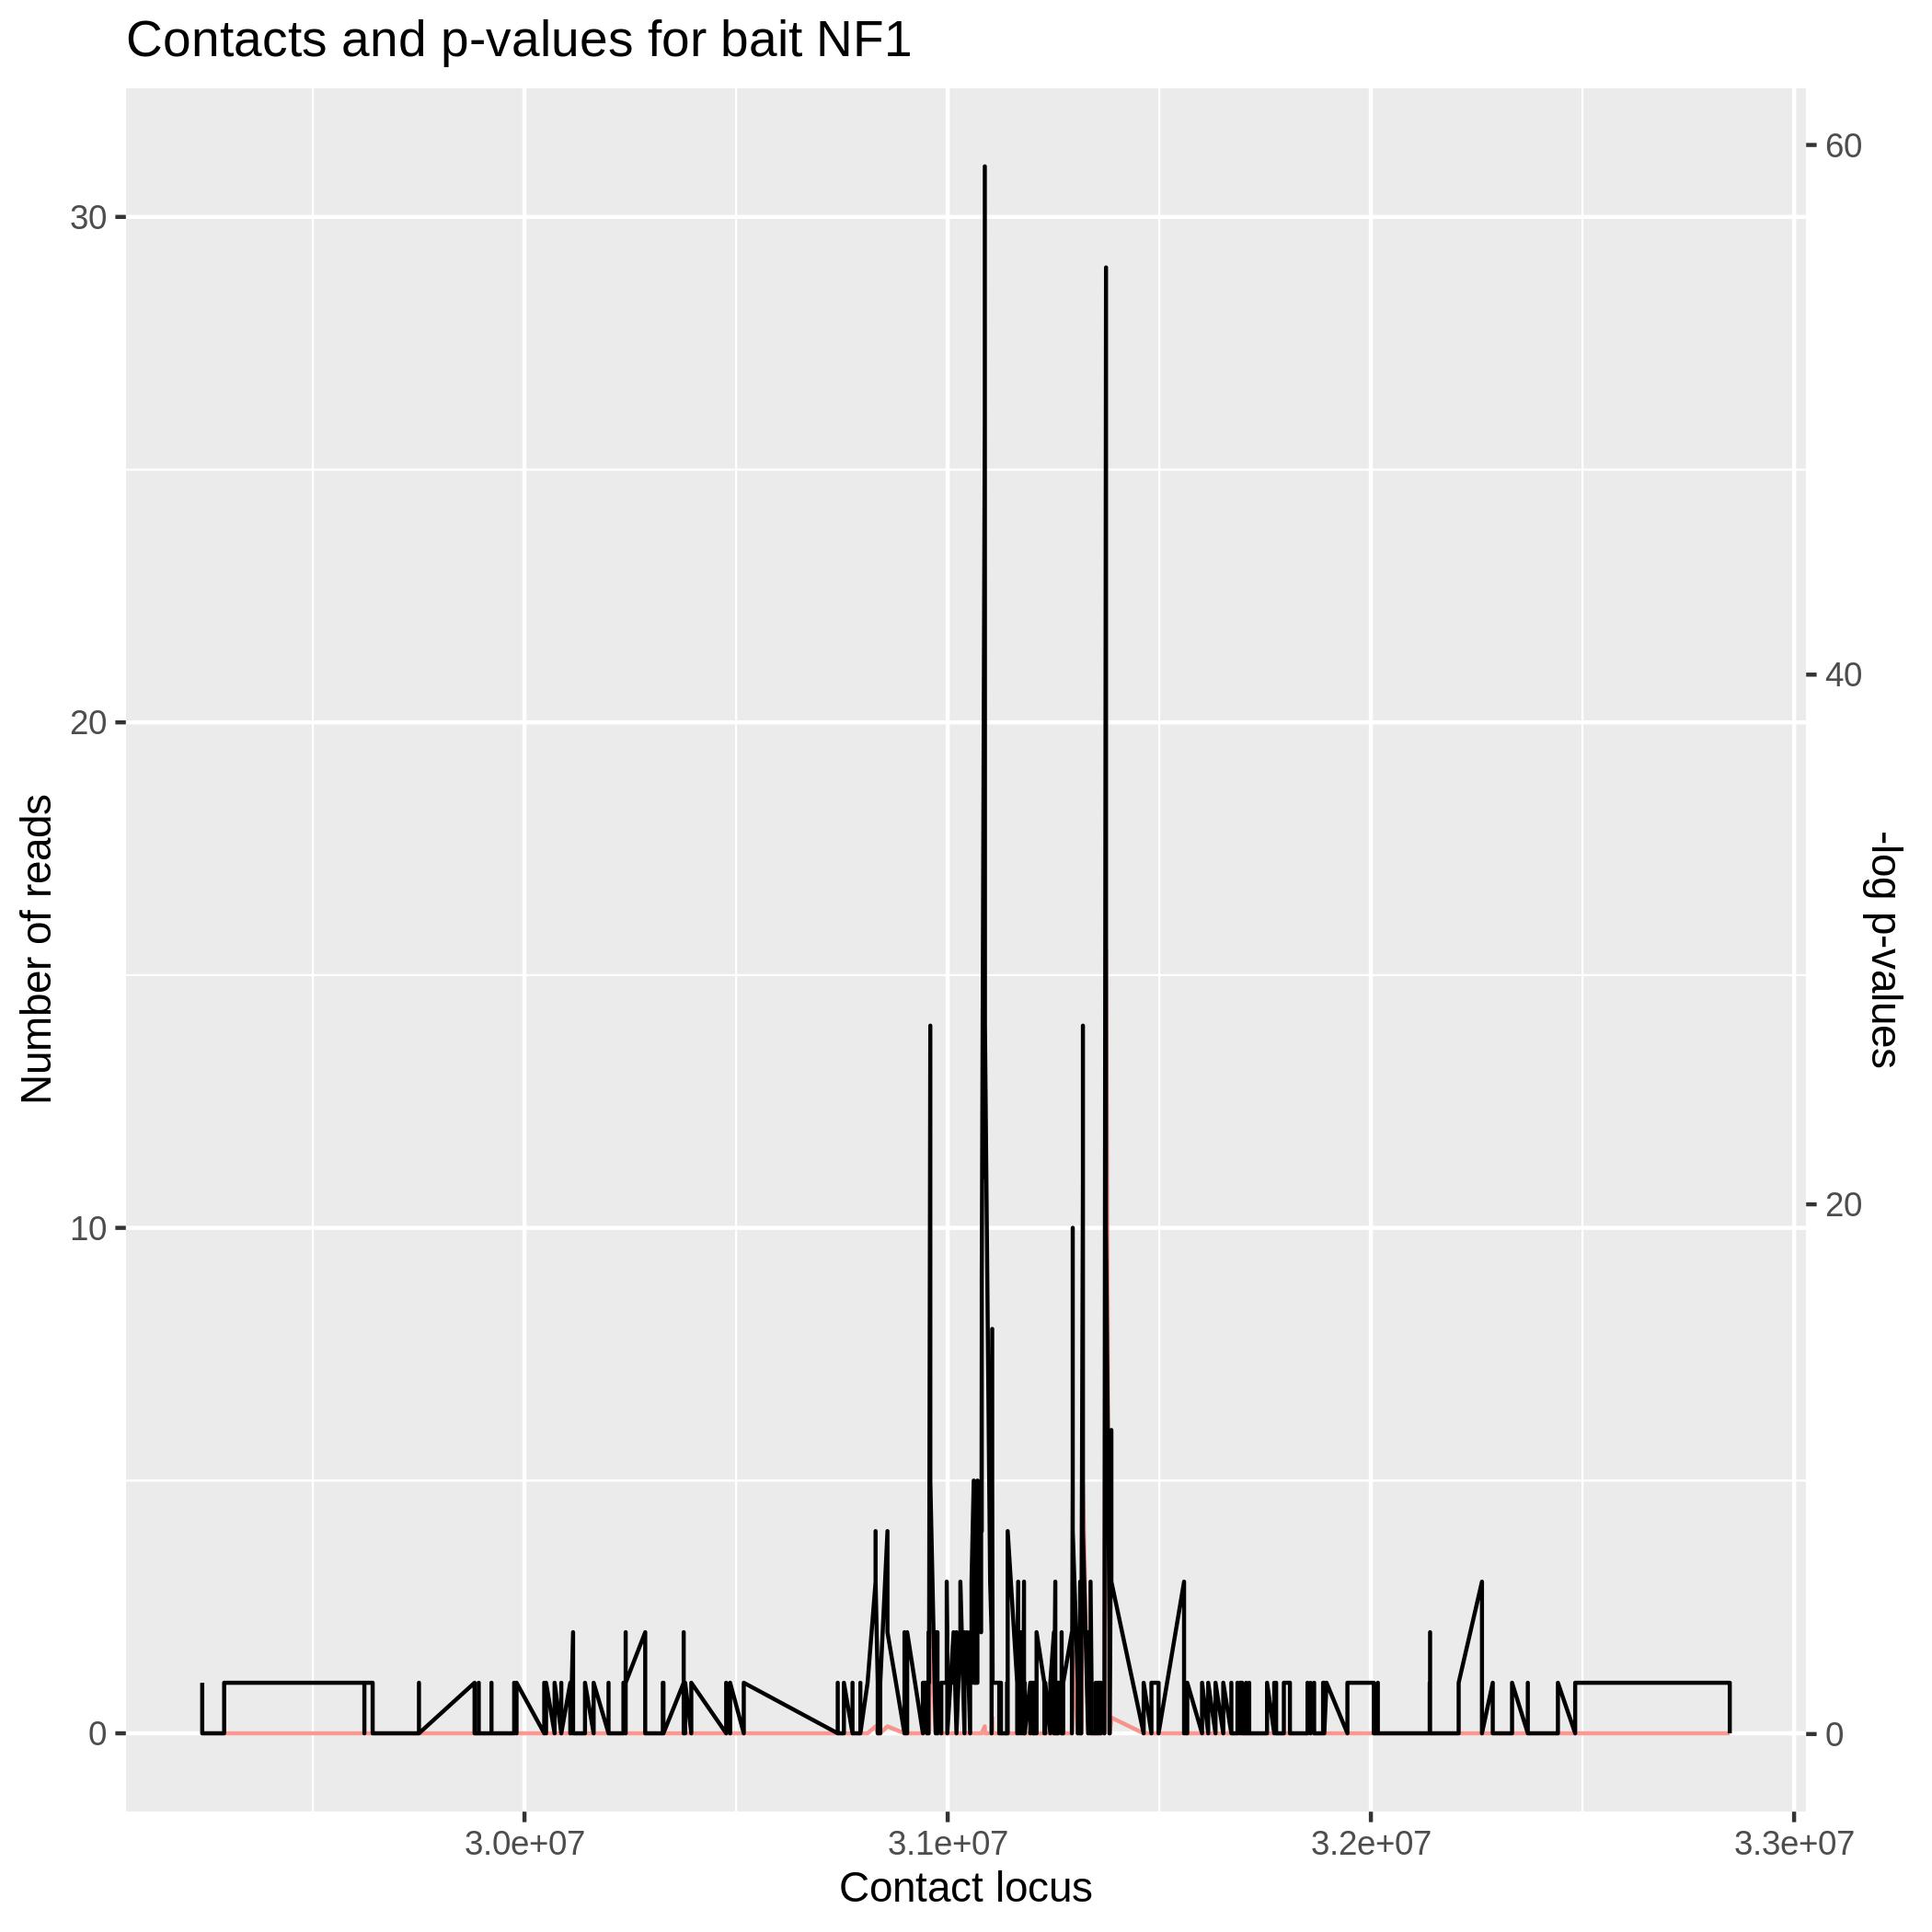 Contacts and p-values for bait NF1
30
20
10
0
Number of reads
60
40
20
0
-log p-values
3.0e+07
3.1e+07
3.2e+07
3.3e+07
Contact locus